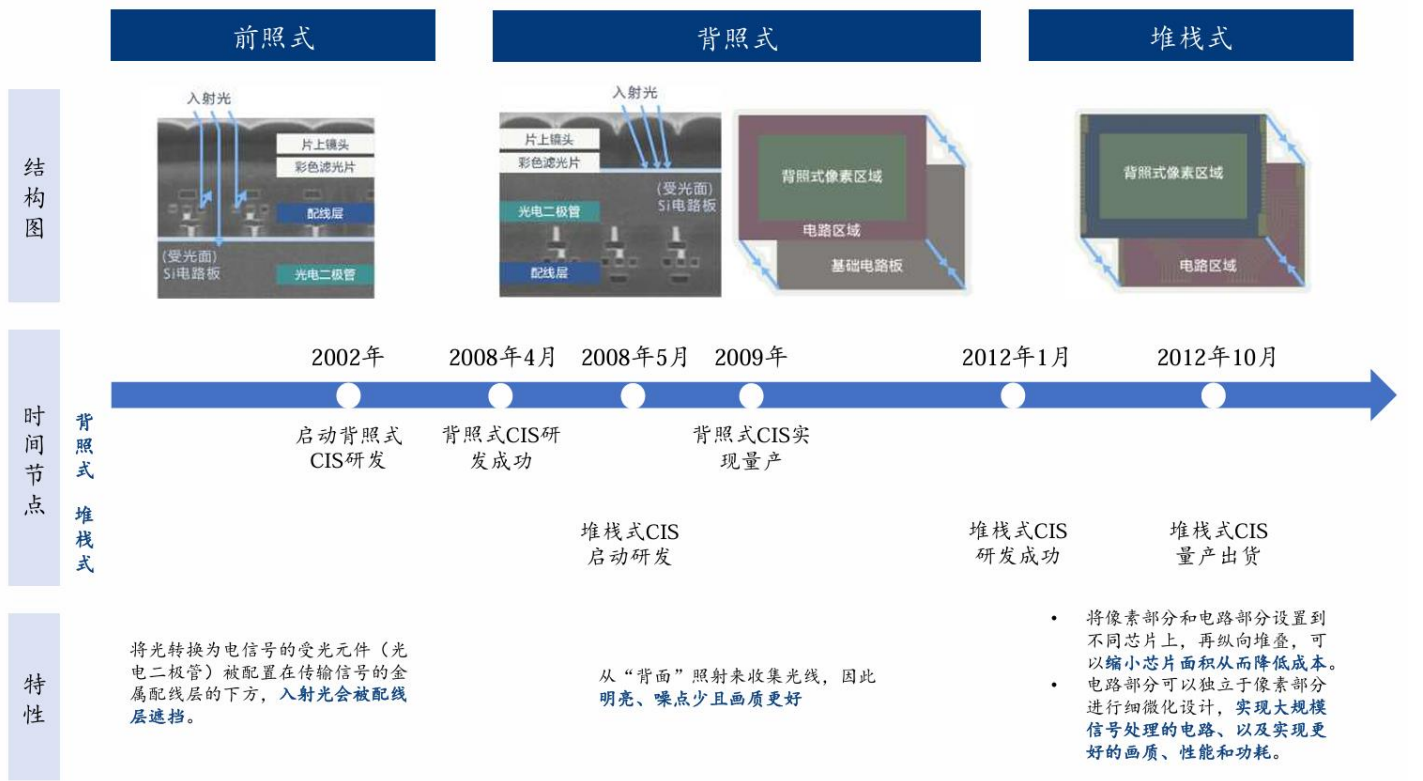 前照式
背照式
堆栈式
结构图
入射光
片上镜头
彩色滤光片
配线层
(受光面)
Si电路板
光电二极管
入射光
片上镜头
彩色滤光片
(受光面)
Si电路板
光电二极管
配线层
背照式像素区域
电路区域
基础电路板
背照式像素区域
电路区域
时间节点
背照式
堆栈式
2002年
2008年4月
2008年5月
2009年
2012年1月
2012年10月
启动背照式
CIS研发
背照式CIS研
发成功
背照式CIS实
现量产
堆栈式CIS
启动研发
堆栈式CIS
研发成功
堆栈式CIS
量产出货
特性
将光转换为电信号的受光元件（光
电二极管）被配置在传输信号的金
属配线层的下方，入射光会被配线
层遮挡。
从“背面”照射来收集光线，因此
明亮、噪点少且画质更好
• 将像素部分和电路部分设置到
不同芯片上，再纵向堆叠，可
以缩小芯片面积从而降低成本。
• 电路部分可以独立于像素部分
进行细微化设计，实现大规模
信号处理的电路、以及实现更
好的画质、性能和功耗。